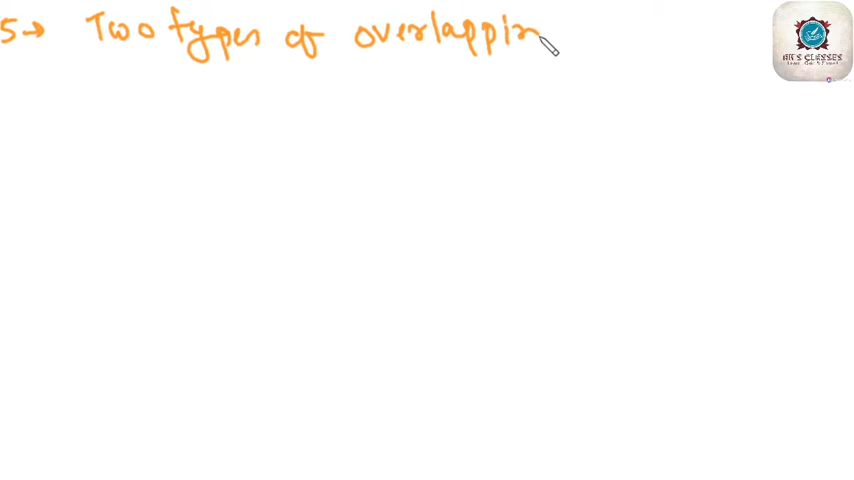 5→ Two types of overlappin